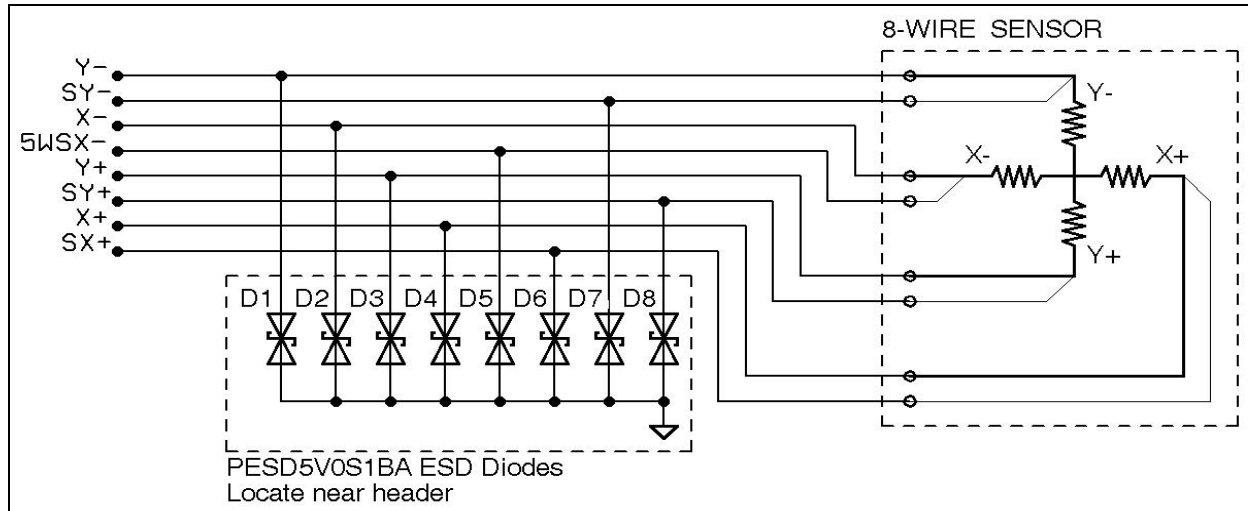 8-WIRE SENSOR
Y-
SY-
X-
5WSX-
Y+
SY+
X+
SX+
Y-
X-
X+
Y+
D1 D2 D3 D4 D5 D6 D7 D8
PESD5V0S1BA ESD Diodes
Locate near header